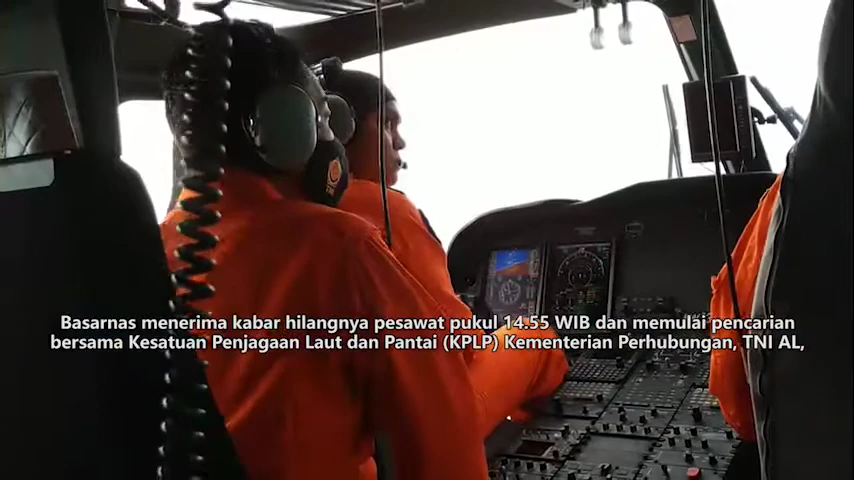 Basarnas menerima kabar hilangnya pesawat pukul 14.55 WIB dan memulai pencarian
bersama Kesatuan Penjagaan Laut dan Pantai (KPLP) Kementerian Perhubungan, TNI AL,